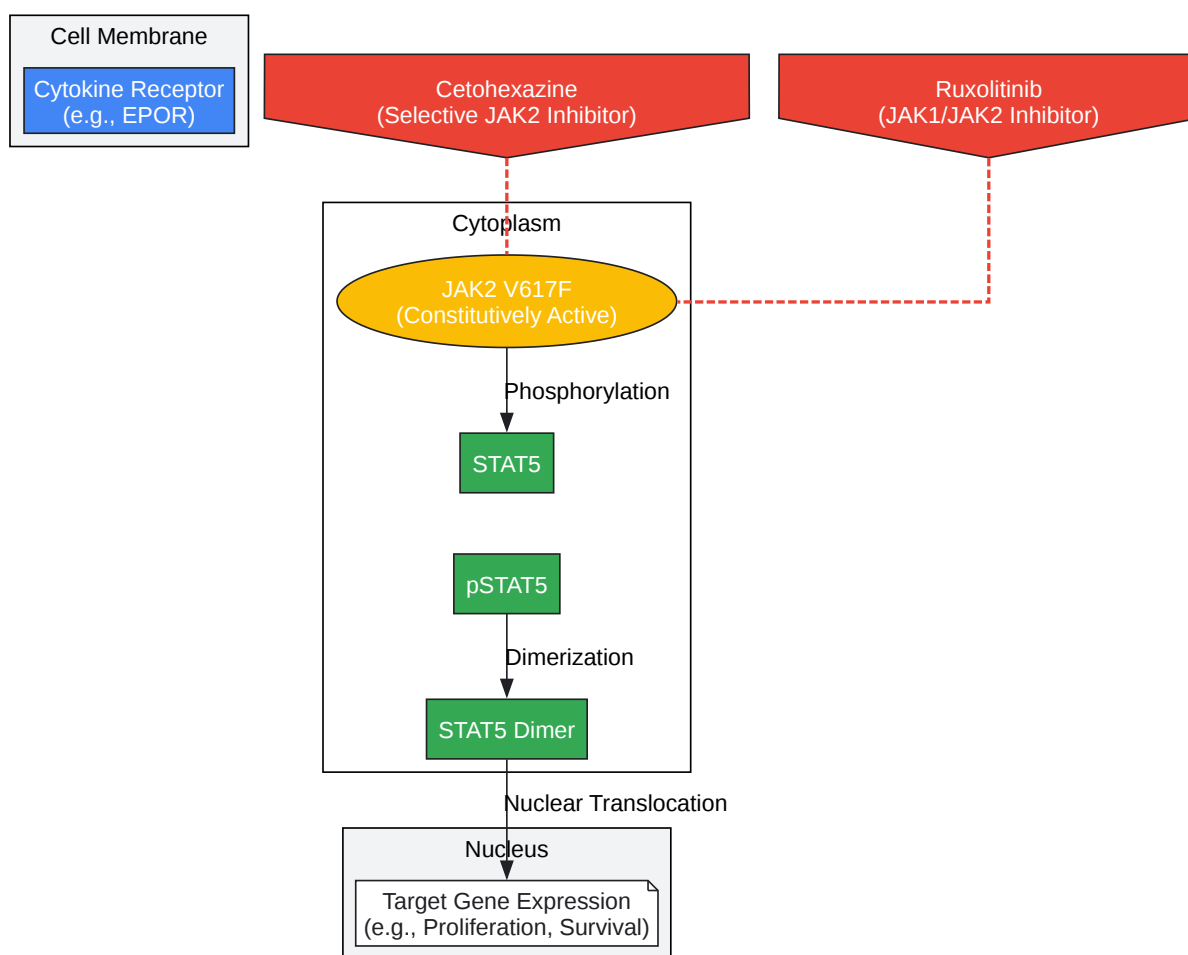 Cell Membrane
Cytokine Receptor
(e.g., EPOR)
Cetohexazine
(Selective JAK2 Inhibitor)
Ruxolitinib
(JAK1/JAK2 Inhibitor)
Cytoplasm
JAK2 V617F
(Constitutively Active)
Phosphorylation
STAT5
pSTAT5
Dimerization
STAT5 Dimer
Nuclear Translocation
Nucleus
Target Gene Expression
(e.g., Proliferation, Survival)